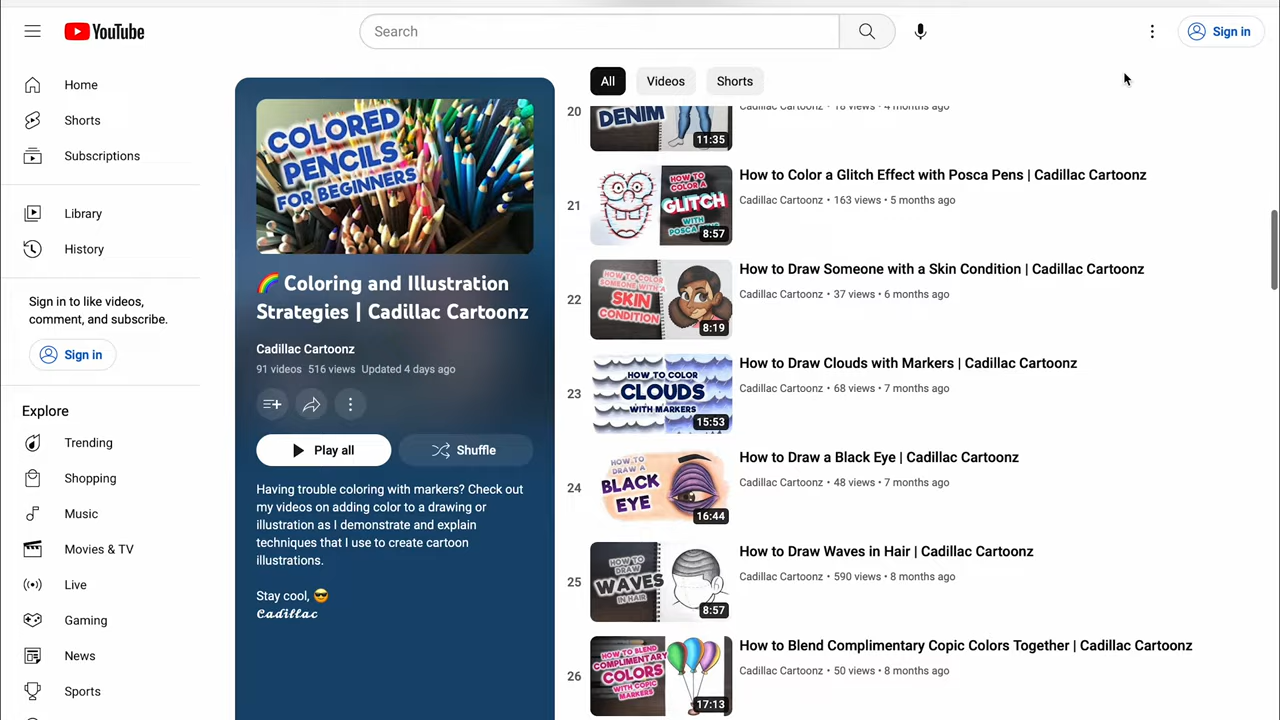 YouTube
Search
Sign in
Home
Shorts
Subscriptions
Library
History
Sign in to like videos,
comment, and subscribe.
Sign in
Explore
Trending
Shopping
Music
Movies & TV
Live
Gaming
News
Sports
COLORED
PENCILS
FOR BEGINNERS
🌈 Coloring and Illustration
Strategies | Cadillac Cartoonz
Cadillac Cartoonz
91 videos 516 views Updated 4 days ago
Play all
Shuffle
Having trouble coloring with markers? Check out
my videos on adding color to a drawing or
illustration as I demonstrate and explain
techniques that I use to create cartoon
illustrations.
Stay cool, 😎
𝓒𝓪𝓭𝓲𝓵𝓵𝓪𝓬
All
Videos
Shorts
20
DENIM
11:35
Cadillac Cartoonz • 18 views • 4 months ago
21
HOW TO
COLOR A
GLITCH
WITH
POSCA PENS
8:57
How to Color a Glitch Effect with Posca Pens | Cadillac Cartoonz
Cadillac Cartoonz • 163 views • 5 months ago
22
HOW TO COLOR
SOMEONE WITH A
SKIN
CONDITION
8:19
How to Draw Someone with a Skin Condition | Cadillac Cartoonz
Cadillac Cartoonz • 37 views • 6 months ago
23
HOW TO COLOR
CLOUDS
WITH MARKERS
15:53
How to Draw Clouds with Markers | Cadillac Cartoonz
Cadillac Cartoonz • 68 views • 7 months ago
24
HOW TO
DRAW A
BLACK
EYE
16:44
How to Draw a Black Eye | Cadillac Cartoonz
Cadillac Cartoonz • 48 views • 7 months ago
25
HOW TO
DRAW
WAVES
IN HAIR
8:57
How to Draw Waves in Hair | Cadillac Cartoonz
Cadillac Cartoonz • 590 views • 8 months ago
26
HOW TO BLEND
COMPLIMENTARY
COLORS
WITH COPIC
MARKERS
17:13
How to Blend Complimentary Copic Colors Together | Cadillac Cartoonz
Cadillac Cartoonz • 50 views • 8 months ago